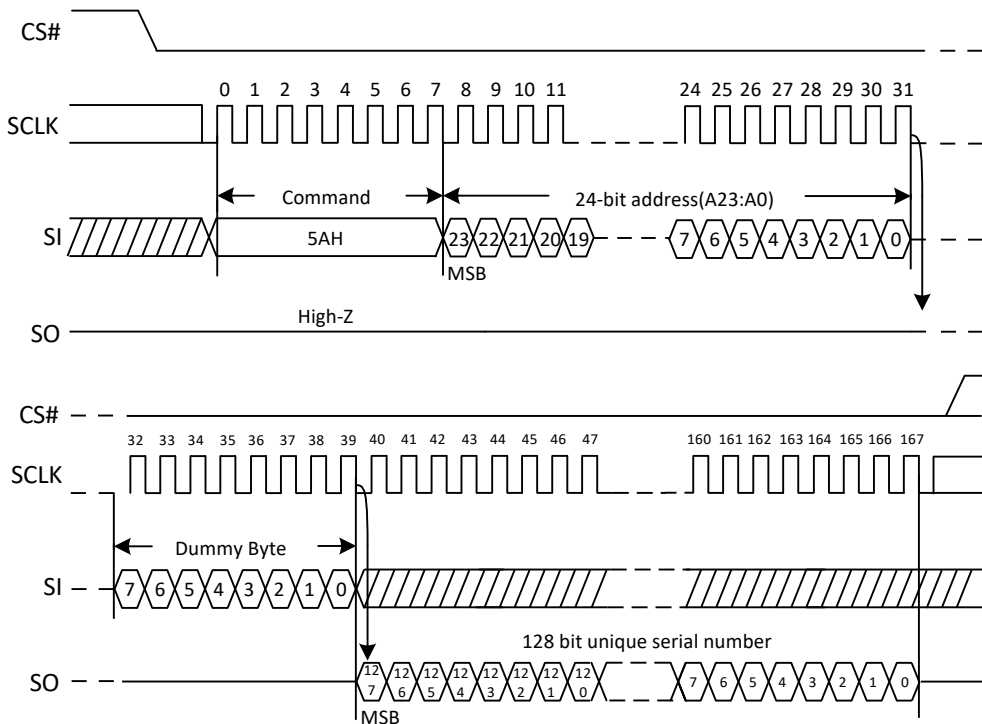 CS#
0 1 2 3 4 5 6 7 8 9 10 11 24 25 26 27 28 29 30 31
SCLK
Command 24-bit address(A23:A0)
SI 5AH 23 22 21 20 19 7 6 5 4 3 2 1 0
MSB
High-Z
SO
CS#
32 33 34 35 36 37 38 39 40 41 42 43 44 45 46 47 160 161 162 163 164 165 166 167
SCLK
Dummy Byte
SI 7 6 5 4 3 2 1 0
128 bit unique serial number
SO 127 126 125 124 123 122 121 120 7 6 5 4 3 2 1 0
MSB